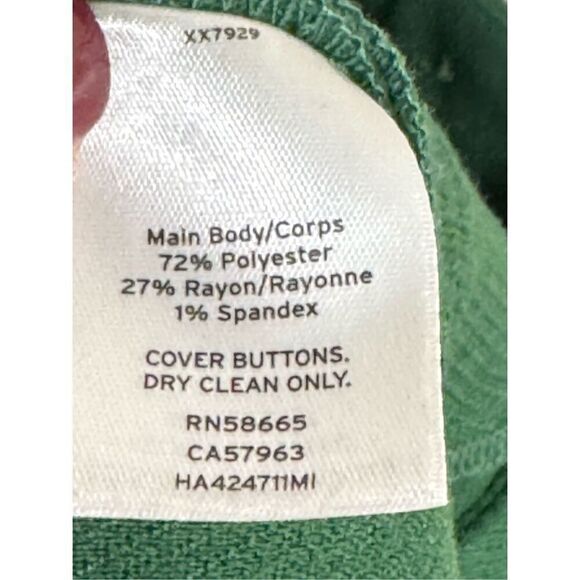 XX7929
Main Body/Corps
72% Polyester
27% Rayon/Rayonne
1% Spandex
COVER BUTTONS.
DRY CLEAN ONLY.
RN58665
CA57963
HA424711MI